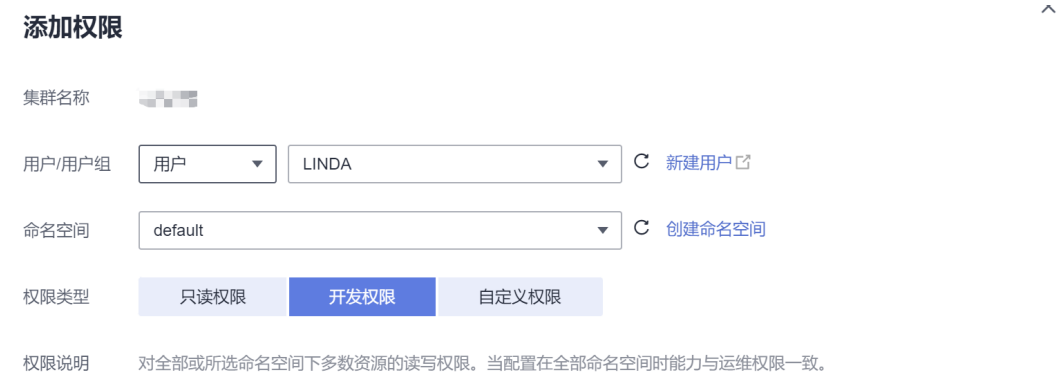 添加权限
集群名称
用户/用户组 用户 LINDA 新建用户
命名空间 default 创建命名空间
权限类型 只读权限 开发权限 自定义权限
权限说明 对全部或所选命名空间下多数资源的读写权限。当配置在全部命名空间时能力与运维权限一致。